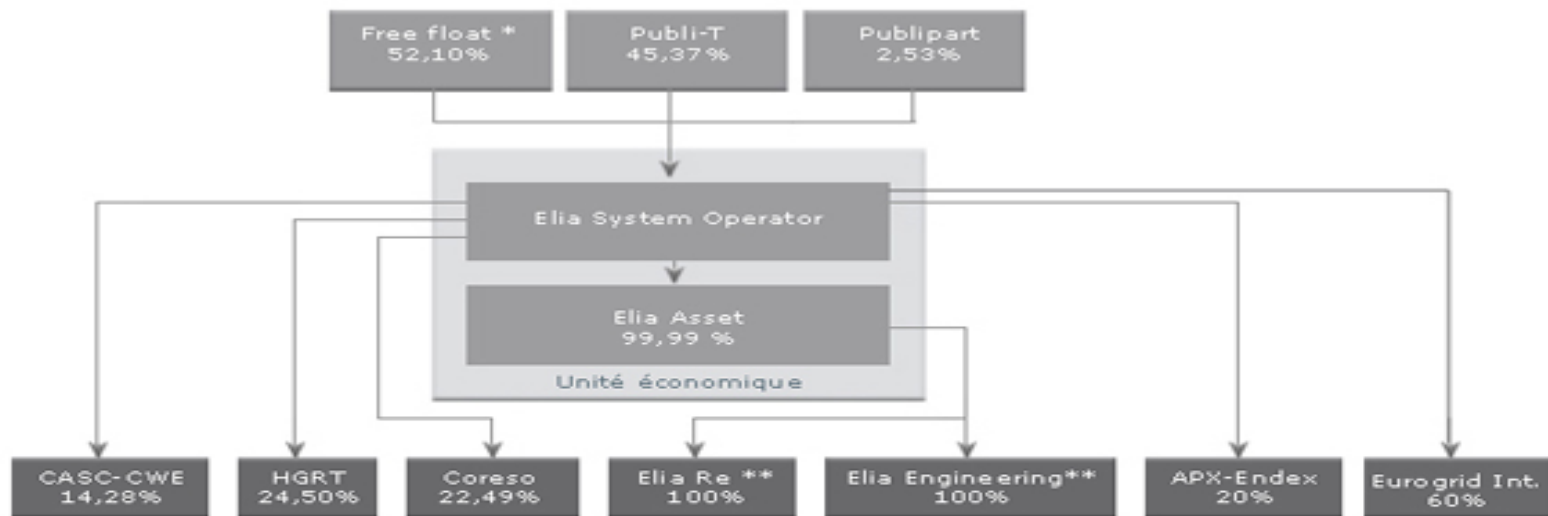 Free float *
52,10%
Publi-T
45,37%
Publipart
2,53%
Elia System Operator
Elia Asset
99,99 %
Unité économique
CASC-CWE
14,28%
HGRT
24,50%
Coreso
22,49%
Elia Re **
100%
Elia Engineering**
100%
APX-Endex
20%
Eurogrid Int.
60%